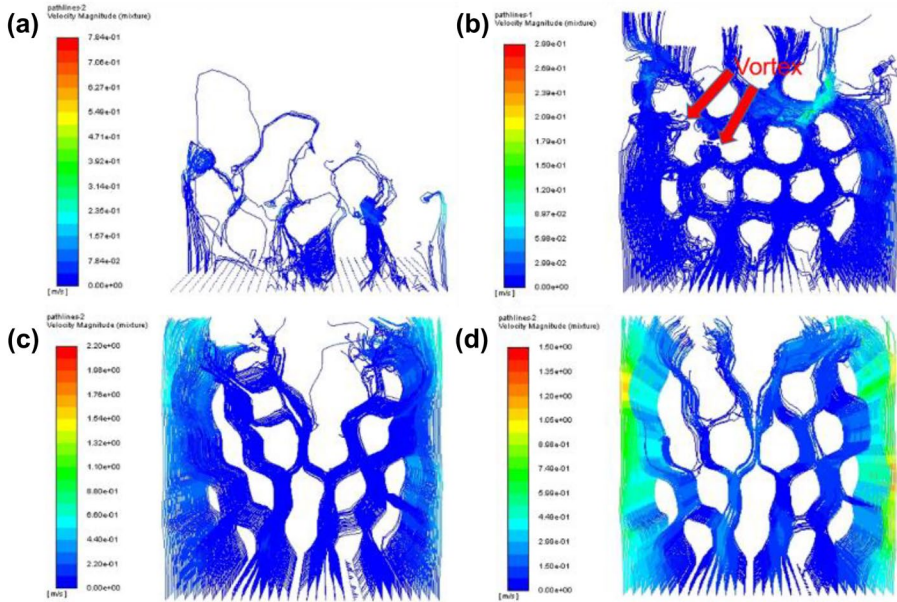 (a)
pathlines-2
Velocity Magnitude (mixture)
7.84e-01
7.06e-01
6.27e-01
5.49e-01
4.71e-01
3.92e-01
3.14e-01
2.35e-01
1.57e-01
7.84e-02
0.00e+00
[m/s]
(b)
pathlines-1
Velocity Magnitude (mixture)
2.99e-01
2.69e-01
2.39e-01
2.09e-01
1.79e-01
1.50e-01
1.20e-01
8.97e-02
5.98e-02
2.99e-02
0.00e+00
[m/s]
Vortex
(c)
pathlines-2
Velocity Magnitude (mixture)
2.20e+00
1.98e+00
1.76e+00
1.54e+00
1.32e+00
1.10e+00
8.80e-01
6.60e-01
4.40e-01
2.20e-01
0.00e+00
[m/s]
(d)
pathlines-2
Velocity Magnitude (mixture)
1.50e+00
1.35e+00
1.20e+00
1.05e+00
8.98e-01
7.49e-01
5.99e-01
4.49e-01
2.99e-01
1.50e-01
0.00e+00
[m/s]